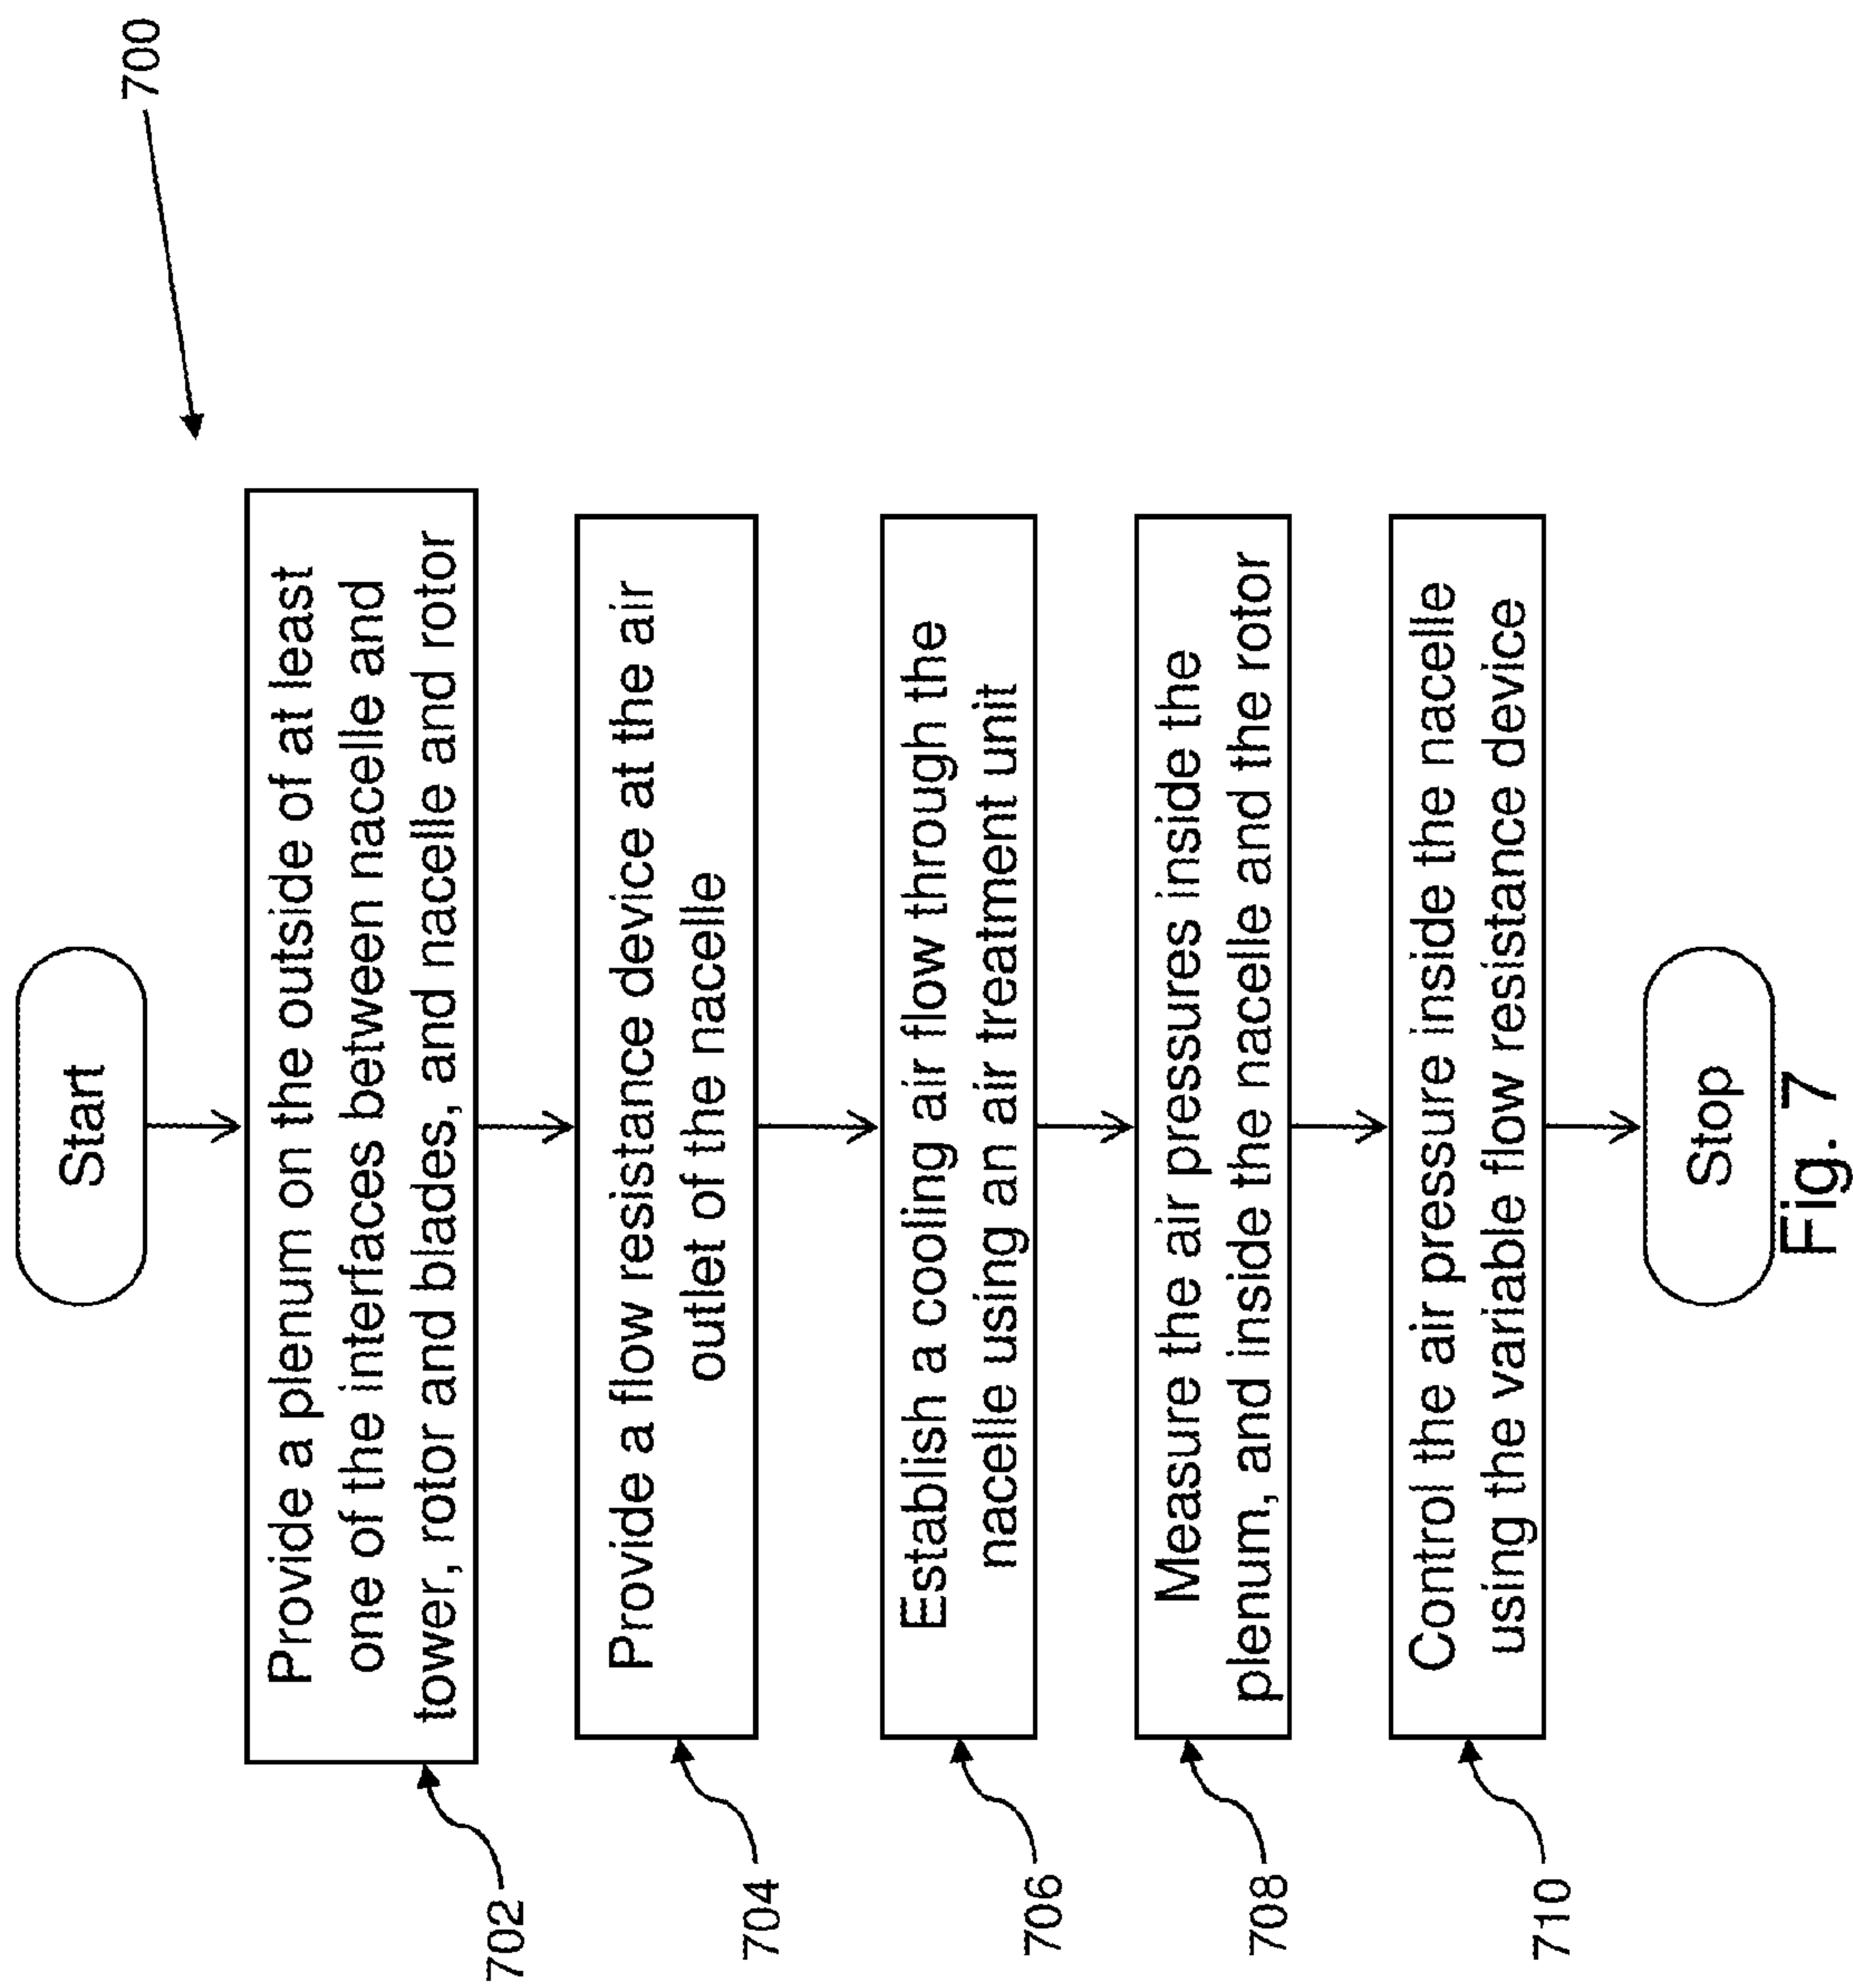 700
Start
702
Provide a plenum on the outside of at least
one of the interfaces between nacelle and
tower, rotor and blades, and nacelle and rotor
704
Provide a flow resistance device at the air
outlet of the nacelle
706
Establish a cooling air flow through the
nacelle using an air treatment unit
708
Measure the air pressures inside the
plenum, and inside the nacelle and the rotor
710
Control the air pressure inside the nacelle
using the variable flow resistance device
Stop
Fig. 7